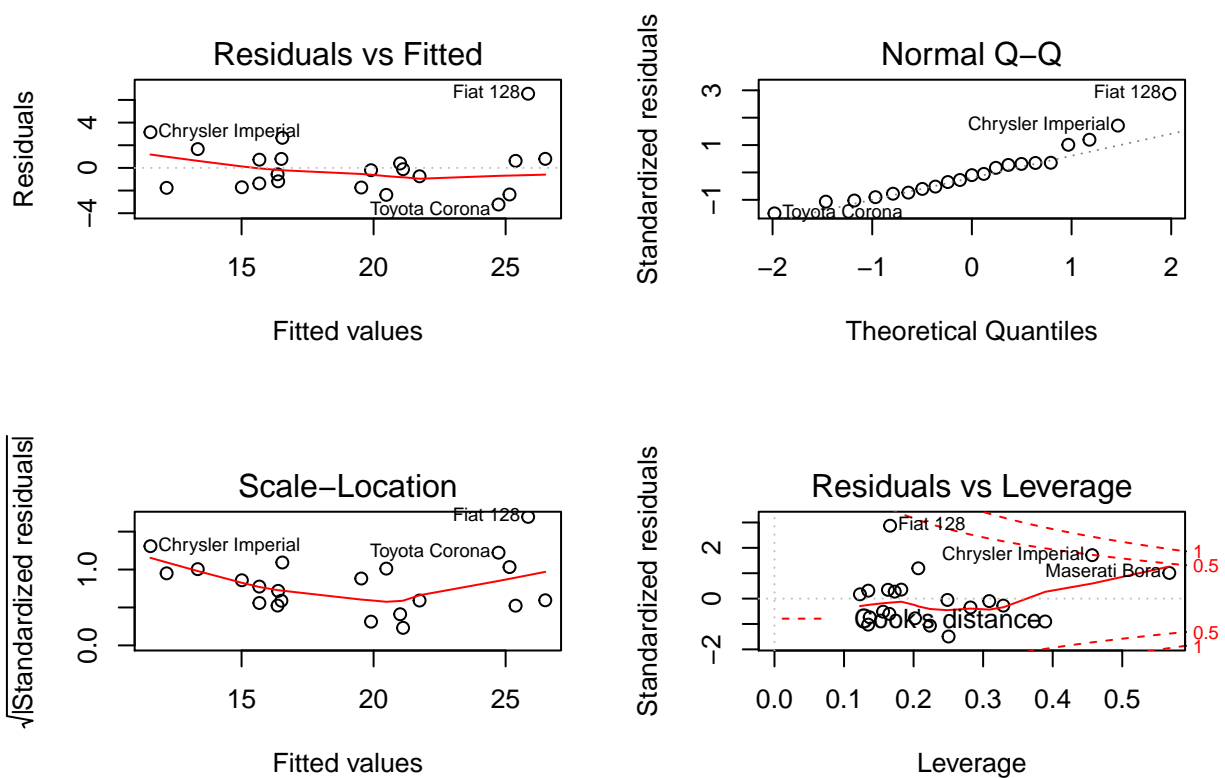 Residuals vs Fitted
Residuals
4
0
−4
Fiat 128
Chrysler Imperial
Toyota Corona
15 20 25
Fitted values
Normal Q−Q
Standardized residuals
3
1
−1
Fiat 128
Chrysler Imperial
Toyota Corona
−2 −1 0 1 2
Theoretical Quantiles
Scale−Location
√|Standardized residuals|
1.0
0.0
Fiat 128
Chrysler Imperial
Toyota Corona
15 20 25
Fitted values
Residuals vs Leverage
Standardized residuals
2
0
−2
Fiat 128
Chrysler Imperial
Maserati Bora
1
0.5
Cook's distance
0.5
1
0.0 0.1 0.2 0.3 0.4 0.5
Leverage